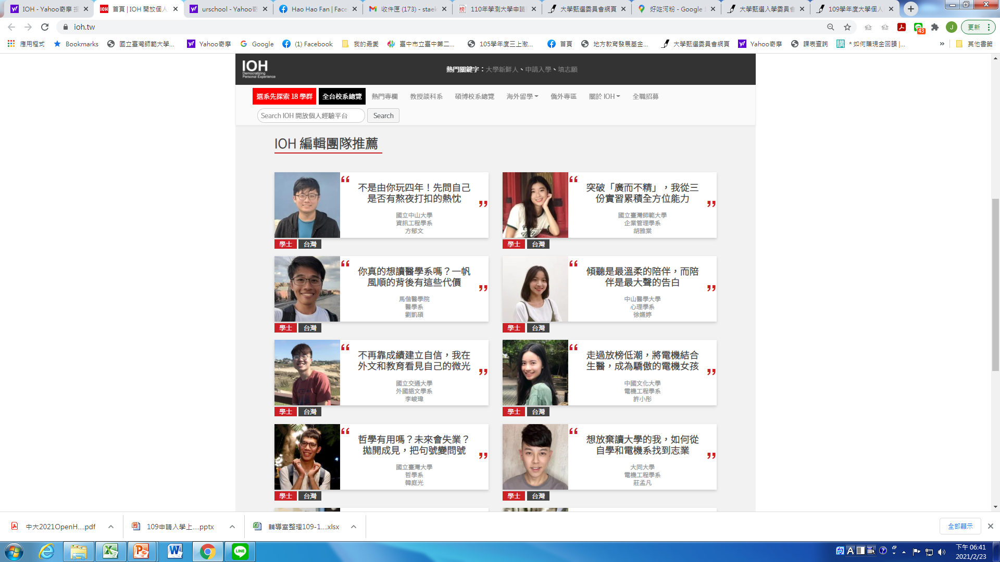 IOH - Yahoo奇摩 搜
首頁 | IOH 開放個人
urschool - Yahoo奇
Hao Hao Fan | Face
收件匣 (173) - staek
110年學測大學申請
大學甄選委員會網頁
好吃河粉 - Google
大學甄選入學委員會
109學年度大學個人
ioh.tw
43
J
更新
應用程式
Bookmarks
國立臺灣師範大學...
Yahoo奇摩
Google
(1) Facebook
我的最愛
臺中市立臺中第二...
105學年度三上激...
首頁
地方教育發展基金...
大學甄選委員會網頁
Yahoo奇摩
課表查詢
* 如何賺現金回饋 |...
其他書籤
IOH
Democratizing
Personal Experience
熱門關鍵字：大學新鮮人、申請入學、填志願
選系先探索 18 學群
全台校系總覽
熱門專欄
教授談科系
碩博校系總覽
海外留學
僑外專區
關於 IOH
全職招募
Search IOH 開放個人經驗平台
Search
IOH 編輯團隊推薦
不是由你玩四年！先問自己
是否有熬夜打扣的熱忱
國立中山大學
資訊工程學系
方郁文
學士 台灣
突破「廣而不精」，我從三
份實習累積全方位能力
國立臺灣師範大學
企業管理學系
胡雅棠
學士 台灣
你真的想讀醫學系嗎？一帆
風順的背後有這些代價
馬偕醫學院
醫學系
劉凱碩
學士 台灣
傾聽是最溫柔的陪伴，而陪
伴是最大聲的告白
中山醫學大學
心理學系
徐嬿婷
學士 台灣
不再靠成績建立自信，我在
外文和教育看見自己的微光
國立交通大學
外國語文學系
李峻瑋
學士 台灣
走過放榜低潮，將電機結合
生醫，成為驕傲的電機女孩
中國文化大學
電機工程學系
許小彤
學士 台灣
哲學有用嗎？未來會失業？
拋開成見，把句號變問號
國立臺灣大學
哲學系
韓庭光
學士 台灣
想放棄讀大學的我，如何從
自學和電機系找到志業
大同大學
電機工程學系
莊孟凡
學士 台灣
中大2021OpenH....pdf
109申請入學上....pptx
輔導室整理109-1....xlsx
全部顯示
下午 06:41
2021/2/23